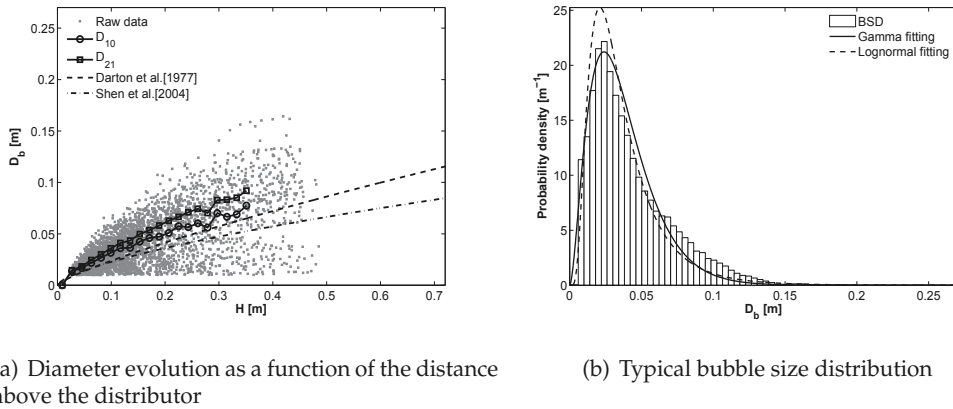 0.25
0.2
0.15
0.1
0.05
0
D_b [m]
Raw data
D_10
D_21
Darton et al.[1977]
Shen et al.[2004]
0 0.1 0.2 0.3 0.4 0.5 0.6 0.7
H [m]
25
20
15
10
5
0
Probability density [m⁻¹]
BSD
Gamma fitting
Lognormal fitting
0 0.05 0.1 0.15 0.2 0.25
D_b [m]
a) Diameter evolution as a function of the distance
above the distributor
(b) Typical bubble size distribution